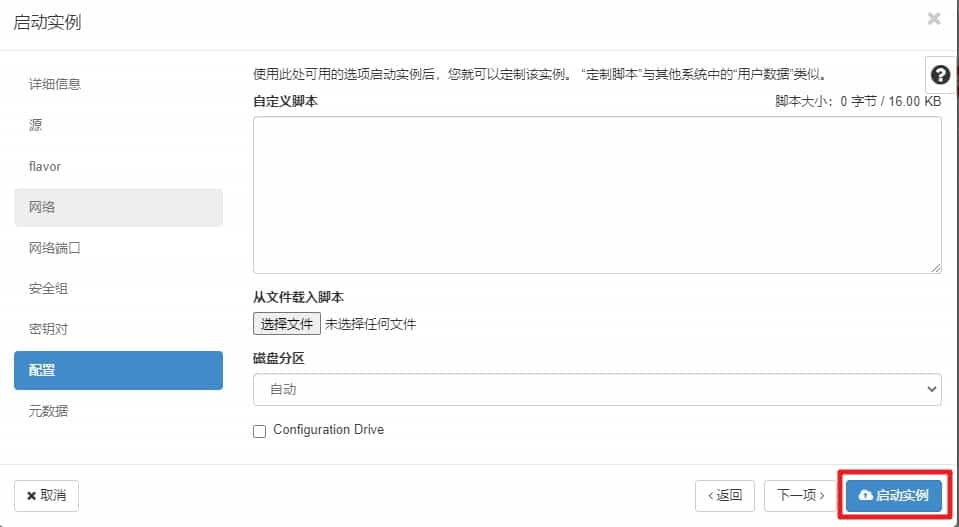 启动实例
×
详细信息
源
flavor
网络
网络端口
安全组
密钥对
配置
元数据
使用此处可用的选项启动实例后，您就可以定制该实例。“定制脚本”与其他系统中的“用户数据”类似。
自定义脚本
脚本大小：0 字节 / 16.00 KB
从文件载入脚本
选择文件 未选择任何文件
磁盘分区
自动
Configuration Drive
?
× 取消
‹ 返回
下一项 ›
启动实例